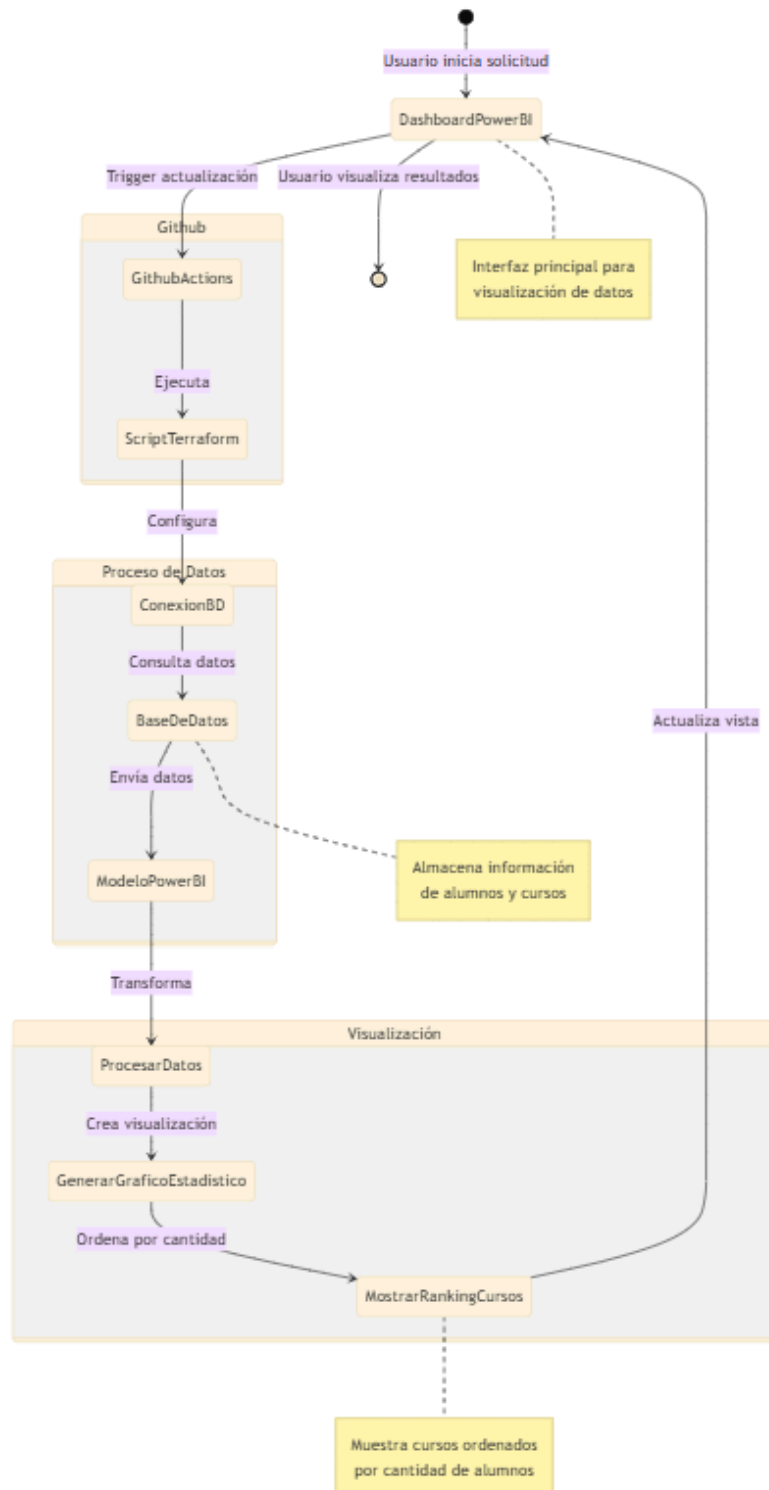 Usuario inicia solicitud
DashboardPowerBI
Trigger actualización
Usuario visualiza resultados
Github
GithubActions
Interfaz principal para
visualización de datos
Ejecuta
ScriptTerraform
Configura
Proceso de Datos
ConexionBD
Consulta datos
BaseDeDatos
Actualiza vista
Envía datos
Almacena información
de alumnos y cursos
ModeloPowerBI
Transforma
Visualización
ProcesarDatos
Crea visualización
GenerarGraficoEstadistico
Ordena por cantidad
MostrarRankingCursos
Muestra cursos ordenados
por cantidad de alumnos